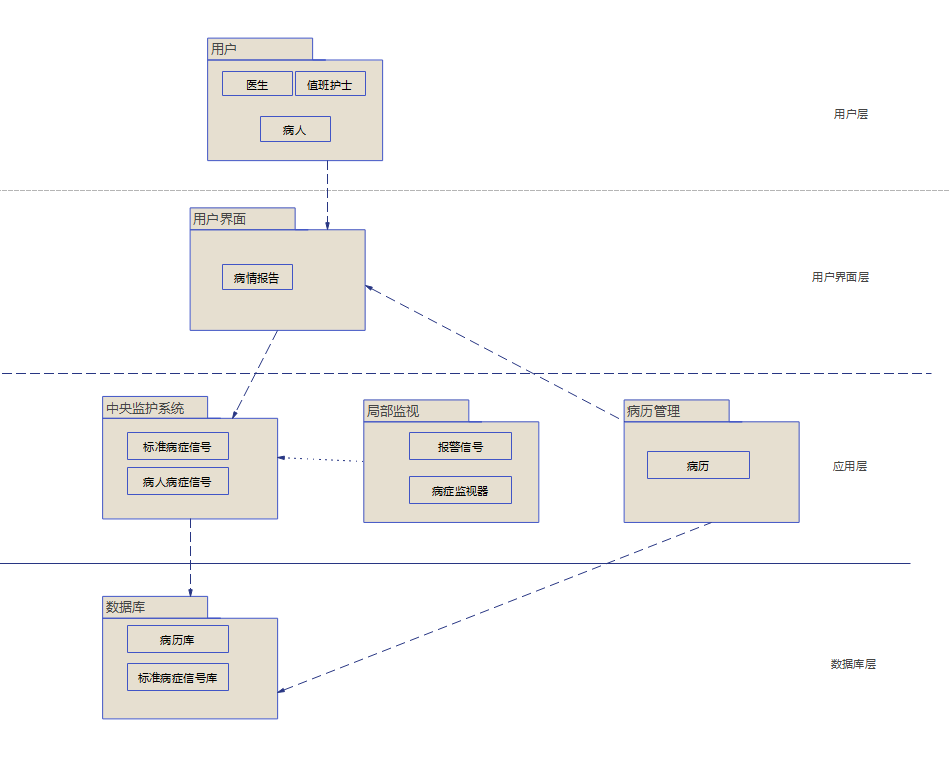 用户
医生
值班护士
病人
用户层
用户界面
病情报告
用户界面层
中央监护系统
标准病症信号
病人病症信号
局部监视
报警信号
病症监视器
病历管理
病历
应用层
数据库
病历库
标准病症信号库
数据库层